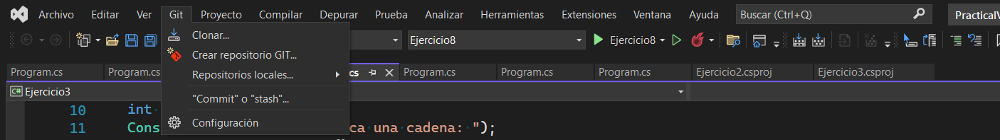 Archivo Editar Ver Git Proyecto Compilar Depurar Prueba Analizar Herramientas Extensiones Ventana Ayuda Buscar (Ctrl+Q) PracticalV
Clonar...
Ejercicio8 Ejercicio8
Crear repositorio GIT...
Repositorios locales...
Program.cs Program.cs cs Program.cs Program.cs Program.cs Ejercicio2.csproj Ejercicio3.csproj
C# Ejercicio3
"Commit" o "stash"...
10 int
Configuración
11 Cons ca una cadena: ");